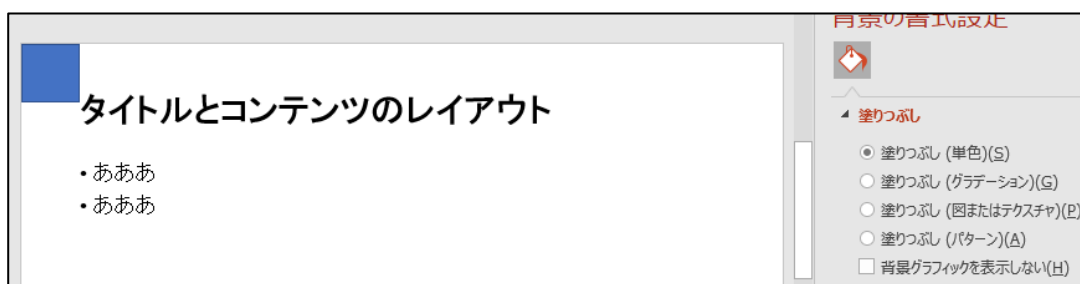 タイトルとコンテンツのレイアウト
• あああ
• あああ
背景の書式設定
塗りつぶし
塗りつぶし (単色)(S)
塗りつぶし (グラデーション)(G)
塗りつぶし (図またはテクスチャ)(P)
塗りつぶし (パターン)(A)
背景グラフィックを表示しない(H)